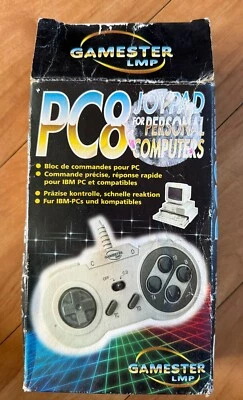 GAMESTER
LMP
PC8
JOYPAD
FOR PERSONAL
COMPUTERS
• Bloc de commandes pour PC
• Commande précise, réponse rapide
pour IBM PC et compatibles
• Präzise kontrolle, schnelle reaktion
• Fur IBM-PCs und kompatibles
GAMESTER
LMP